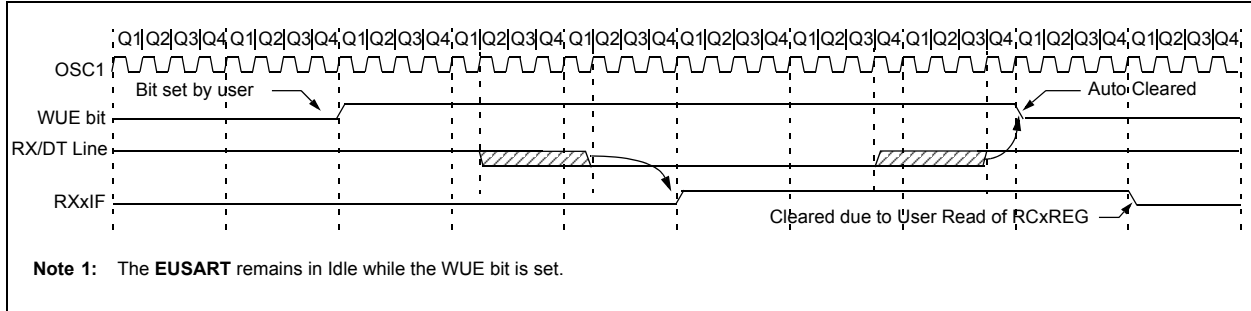 Q1|Q2|Q3|Q4|Q1|Q2|Q3|Q4|Q1|Q2|Q3|Q4|Q1|Q2|Q3|Q4|Q1|Q2|Q3|Q4|Q1|Q2|Q3|Q4|Q1|Q2|Q3|Q4|Q1|Q2|Q3|Q4|Q1|Q2|Q3|Q4|Q1|Q2|Q3|Q4
OSC1
Bit set by user
Auto Cleared
WUE bit
RX/DT Line
RXxIF
Cleared due to User Read of RCxREG
Note 1: The EUSART remains in Idle while the WUE bit is set.